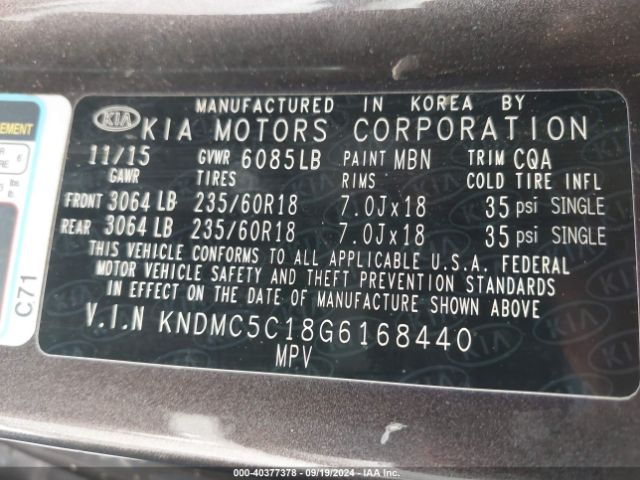 MANUFACTURED IN KOREA BY
KIA KIA MOTORS CORPORATION
11/15 GVWR 6085LB PAINT MBN TRIM CQA
GAWR TIRES RIMS COLD TIRE INFL
FRONT 3064 LB 235/60R18 7.0Jx18 35 psi SINGLE
REAR 3064 LB 235/60R18 7.0Jx18 35 psi SINGLE
THIS VEHICLE CONFORMS TO ALL APPLICABLE U.S.A. FEDERAL
MOTOR VEHICLE SAFETY AND THEFT PREVENTION STANDARDS
IN EFFECT ON THE DATE OF MANUFACTURE SHOWN ABOVE
V.I.N KNDMC5C18G6168440
MPV
C71
000-40377378 - 09/19/2024 - IAA Inc.